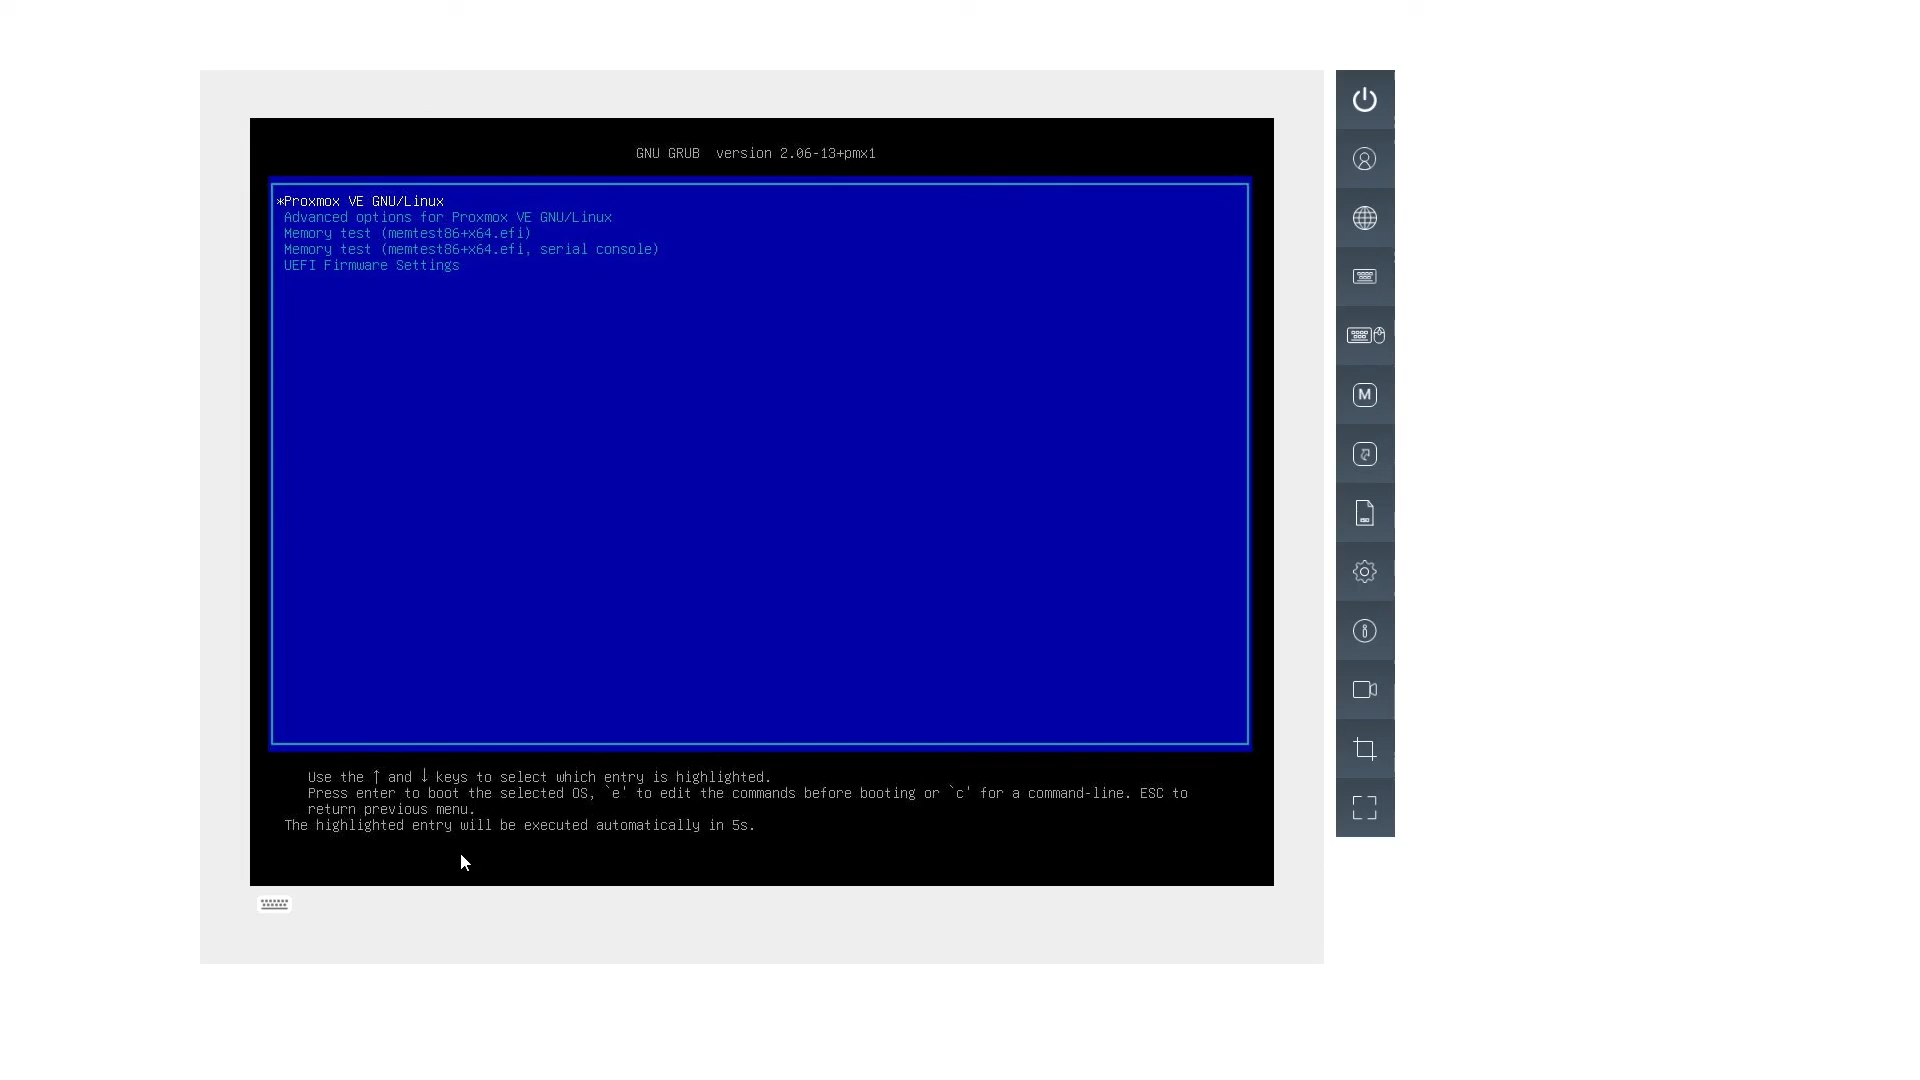 GNU GRUB  version 2.06-13+pmx1
*Proxmox VE GNU/Linux
Advanced options for Proxmox VE GNU/Linux
Memory test (memtest86+x64.efi)
Memory test (memtest86+x64.efi, serial console)
UEFI Firmware Settings
Use the ↑ and ↓ keys to select which entry is highlighted.
Press enter to boot the selected OS, `e' to edit the commands before booting or `c' for a command-line. ESC to
return previous menu.
The highlighted entry will be executed automatically in 5s.
M